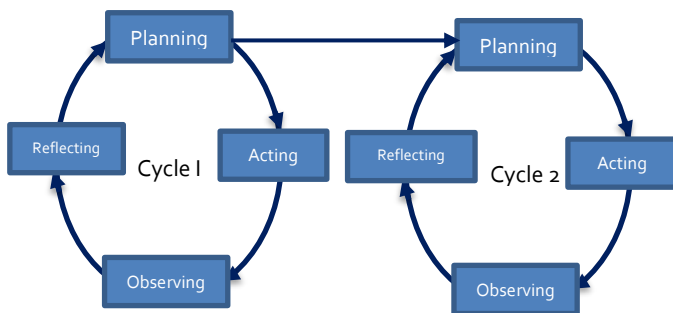 Planning
Acting
Observing
Reflecting
Cycle I
Planning
Acting
Observing
Reflecting
Cycle 2